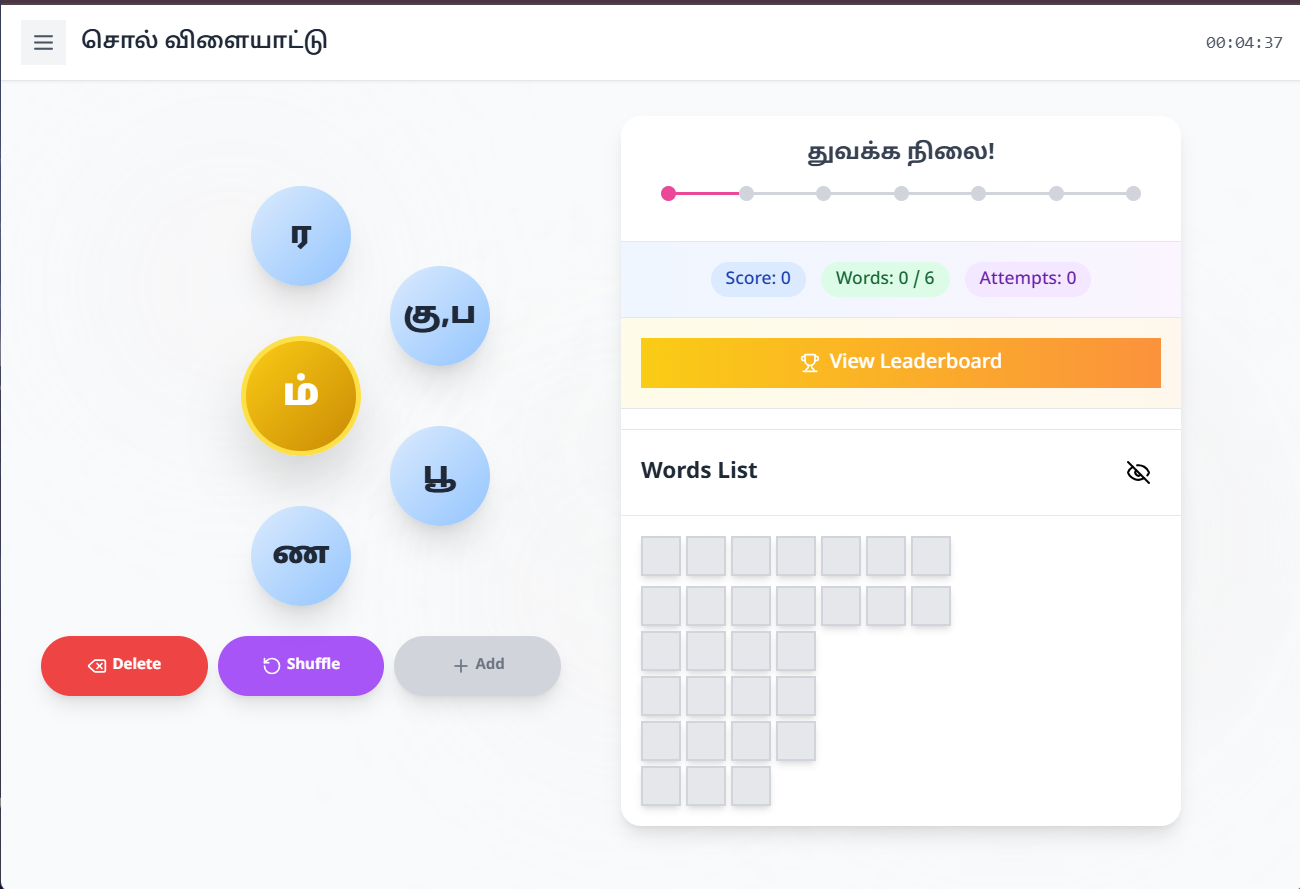 சொல் விளையாட்டு
00:04:37
ர
கு,ப
ம்
பூ
ண
Delete
Shuffle
Add
துவக்க நிலை!
Score: 0
Words: 0 / 6
Attempts: 0
View Leaderboard
Words List